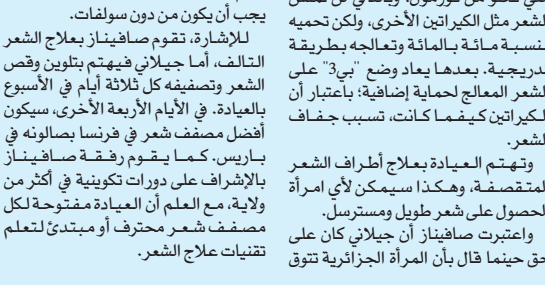 الشعر مثل الكيراتين الأخرى، ولكن تحميه
بنسبة مائة بالمائة وتعالجه بطريقة
تدريجية. بعدها يعاد وضع "بي3" على
الشعر المعالج لحماية إضافية؛ باعتبار أن
الكيراتين كيفما كانت، تسبب جفاف
الشعر.
وتهتم العيادة بعلاج أطراف الشعر
المتقصفة، وهكذا سيمكن لأي امرأة
الحصول على شعر طويل ومسترسل.
واعتبرت صافيناز أن جيلاني كان على
حق حينما قال بأن المرأة الجزائرية تتوق
يجب أن يكون من دون سولفات.
للإشارة، تقوم صافيناز بعلاج الشعر
التالف، أما جيلاني فيهتم بتلوين وقص
الشعر وتصفيفه كل ثلاثة أيام في الأسبوع
بالعيادة. في الأيام الأربعة الأخرى، سيكون
أفضل مصفف شعر في فرنسا بصالونه في
باريس. كما يقوم رفقة صافيناز
بالإشراف على دورات تكوينية في أكثر من
ولاية، مع العلم أن العيادة مفتوحة لكل
مصفف شعر محترف أو مبتدئ لتعلم
تقنيات علاج الشعر.